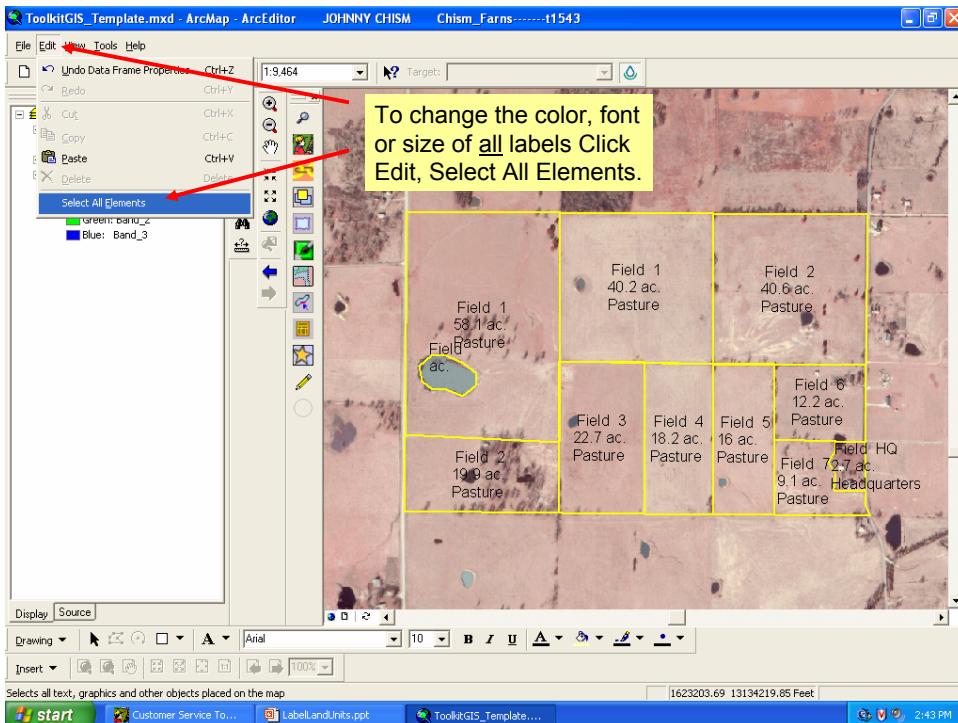 ToolkitGIS_Template.mxd - ArcMap - ArcEditor JOHNNY CHISM Chism_Farns-------t1543
File Edit View Tools Help
Undo Data Frame Properties Ctrl+Z
1:9,464
Target:
Redo Ctrl+Y
Cut Ctrl+X
Copy Ctrl+C
Paste Ctrl+V
Delete Delete
Select All Elements
Green: Band_2
Blue: Band_3
To change the color, font
or size of all labels Click
Edit, Select All Elements.
Field 1
58.1 ac.
Pasture
Field
ac.
Field 1
40.2 ac.
Pasture
Field 2
40.6 ac.
Pasture
Field 2
19.9 ac.
Pasture
Field 3
22.7 ac.
Pasture
Field 4
18.2 ac.
Pasture
Field 5
16 ac.
Pasture
Field 6
12.2 ac.
Pasture
Field 7
9.1 ac.
Pasture
Field HQ
2.7 ac.
Headquarters
Display Source
Drawing A Arial 10 B I U A
Insert 100%
Selects all text, graphics and other objects placed on the map
1623203.69 13134219.85 Feet
start Customer Service To... LabelLandUnits.ppt ToolkitGIS_Template.... 2:43 PM